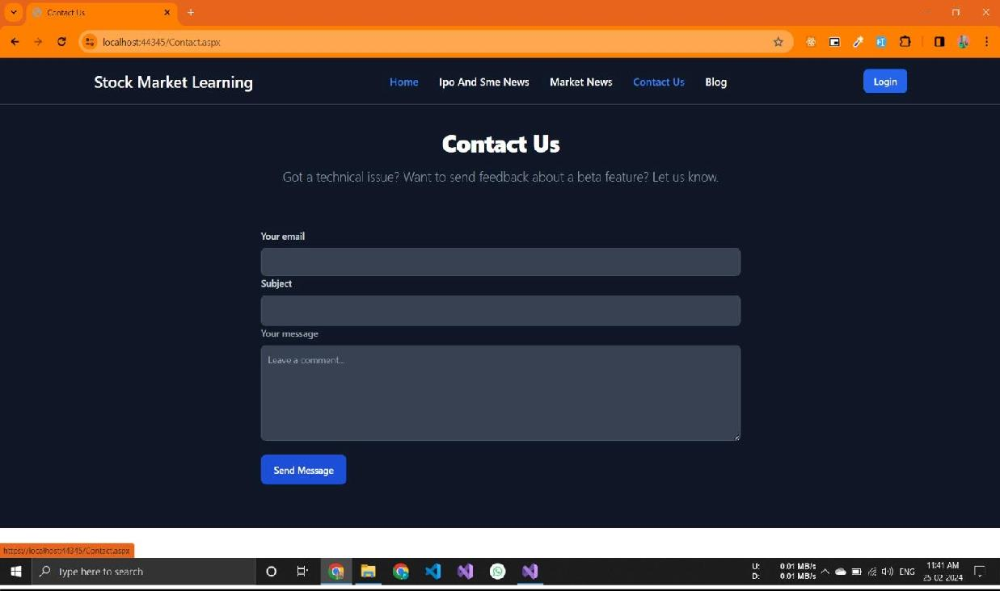 Contact Us
localhost:44345/Contact.aspx
Stock Market Learning
Home
Ipo And Sme News
Market News
Contact Us
Blog
Login
Contact Us
Got a technical issue? Want to send feedback about a beta feature? Let us know.
Your email
Subject
Your message
Leave a comment...
Send Message
https://localhost:44345/Contact.aspx
Type here to search
U: 0.01 MB/s
D: 0.01 MB/s
ENG
11:41 AM
25-02-2024